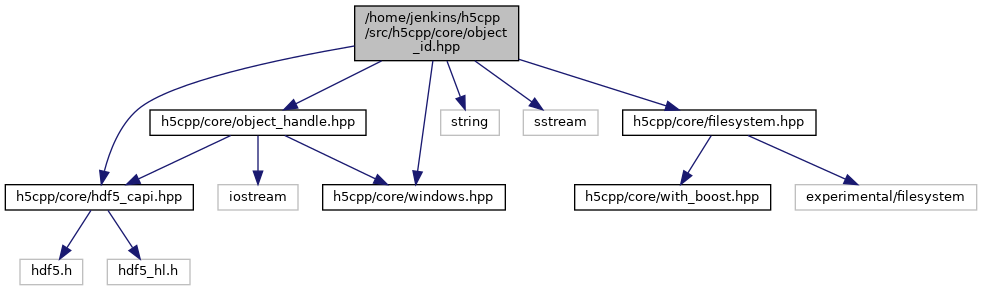 /home/jenkins/h5cpp
/src/h5cpp/core/object
_id.hpp
h5cpp/core/object_handle.hpp
string
sstream
h5cpp/core/filesystem.hpp
h5cpp/core/hdf5_capi.hpp
iostream
h5cpp/core/windows.hpp
h5cpp/core/with_boost.hpp
experimental/filesystem
hdf5.h
hdf5_hl.h